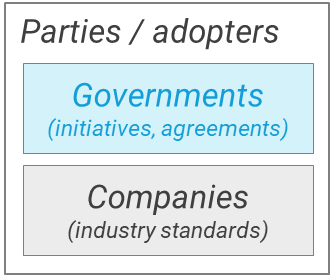 Parties / adopters
Governments
(initiatives, agreements)
Companies
(industry standards)